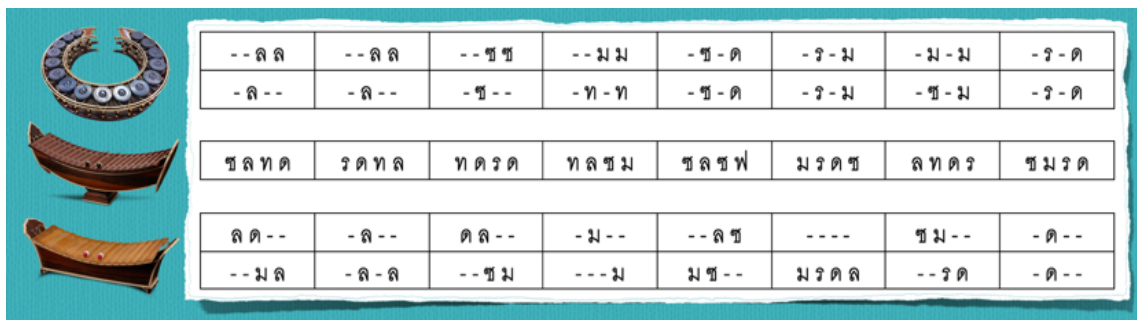 - - ล ล - - ล ล - - ซ ซ - - ม ม - ซ - ด - ร - ม - ม - ม - ร - ด
- ล - - - ล - - - ซ - - - ท - ท - ซ - ด - ร - ม - ซ - ม - ร - ด
ซ ล ท ด ร ด ท ล ท ด ร ด ท ล ซ ม ซ ล ซ ฟ ม ร ด ซ ล ท ด ร ซ ม ร ด
ล ด - - - ล - - ด ล - - - ม - - - - ล ซ - - - - ซ ม - - - ด - -
- - ม ล - ล - ล - - ซ ม - - - ม ม ซ - - ม ร ด ล - - ร ด - ด - -